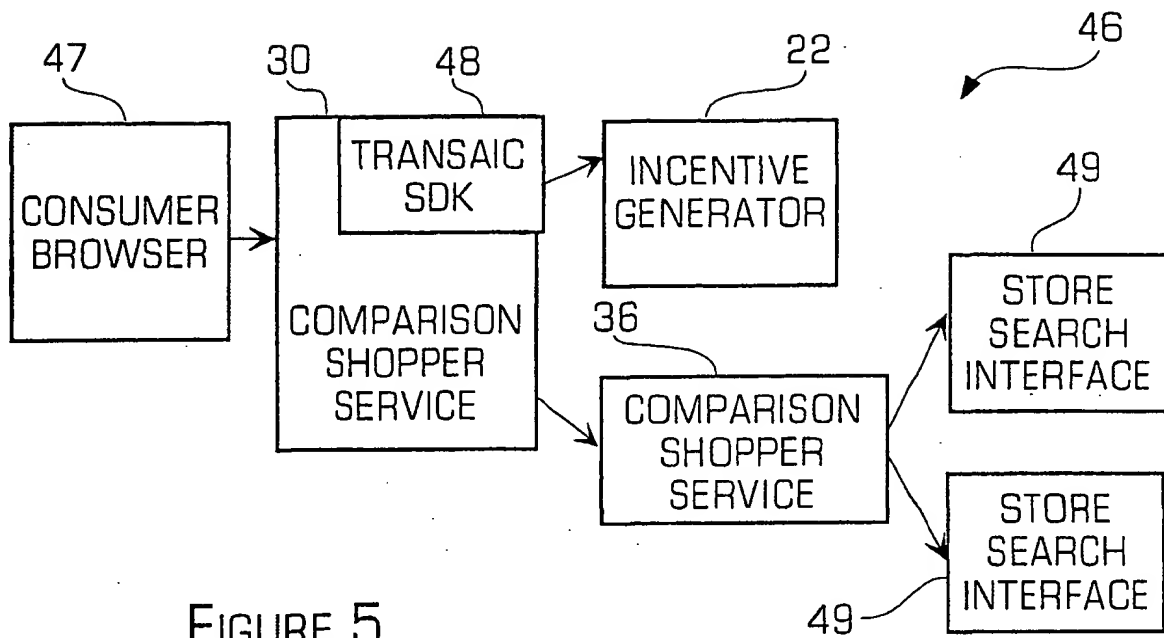 46
47
30
48
22
TRANSAIC
SDK
INCENTIVE
GENERATOR
CONSUMER
BROWSER
49
COMPARISON
SHOPPER
SERVICE
STORE
SEARCH
INTERFACE
36
COMPARISON
SHOPPER
SERVICE
STORE
SEARCH
INTERFACE
49
FIGURE 5